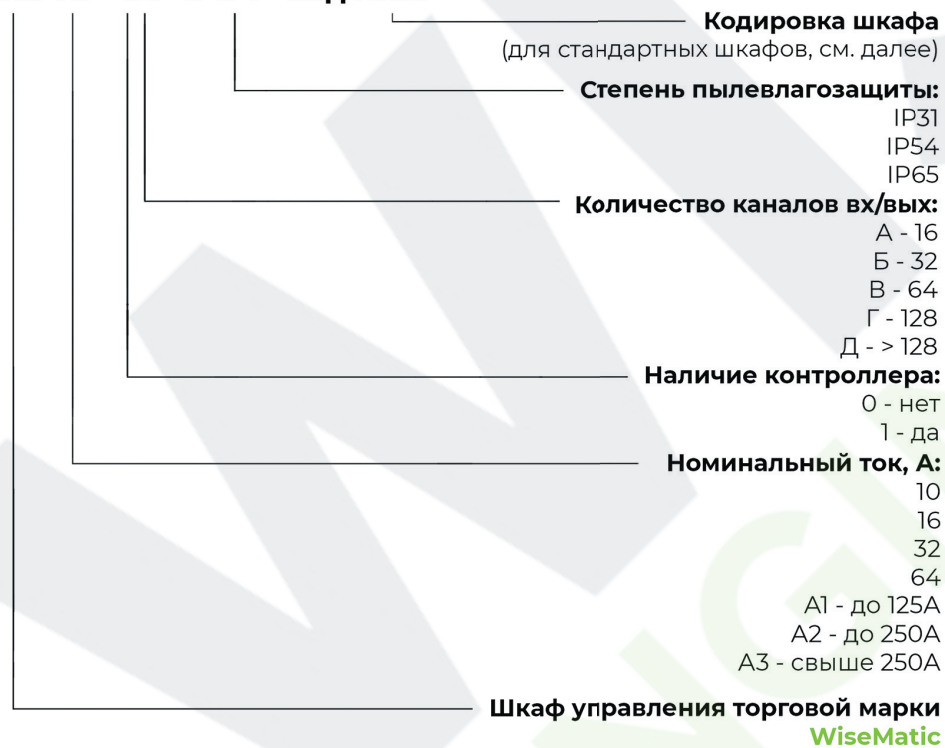 Кодировка шкафа
(для стандартных шкафов, см. далее)
Степень пылевлагозащиты:
IP31
IP54
IP65
Количество каналов вх/вых:
А - 16
Б - 32
В - 64
Г - 128
Д - > 128
Наличие контроллера:
0 - нет
1 - да
Номинальный ток, А:
10
16
32
64
А1 - до 125А
А2 - до 250А
А3 - свыше 250А
Шкаф управления торговой марки
WiseMatic